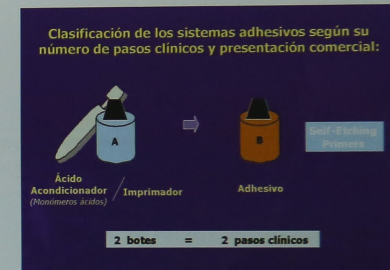 Clasificación de los sistemas adhesivos según su
número de pasos clínicos y presentación comercial:
A
B
Self-Etching
Primers
Ácido
Acondicionador / Imprimador
(Monómeros ácidos)
Adhesivo
2 botes = 2 pasos clínicos